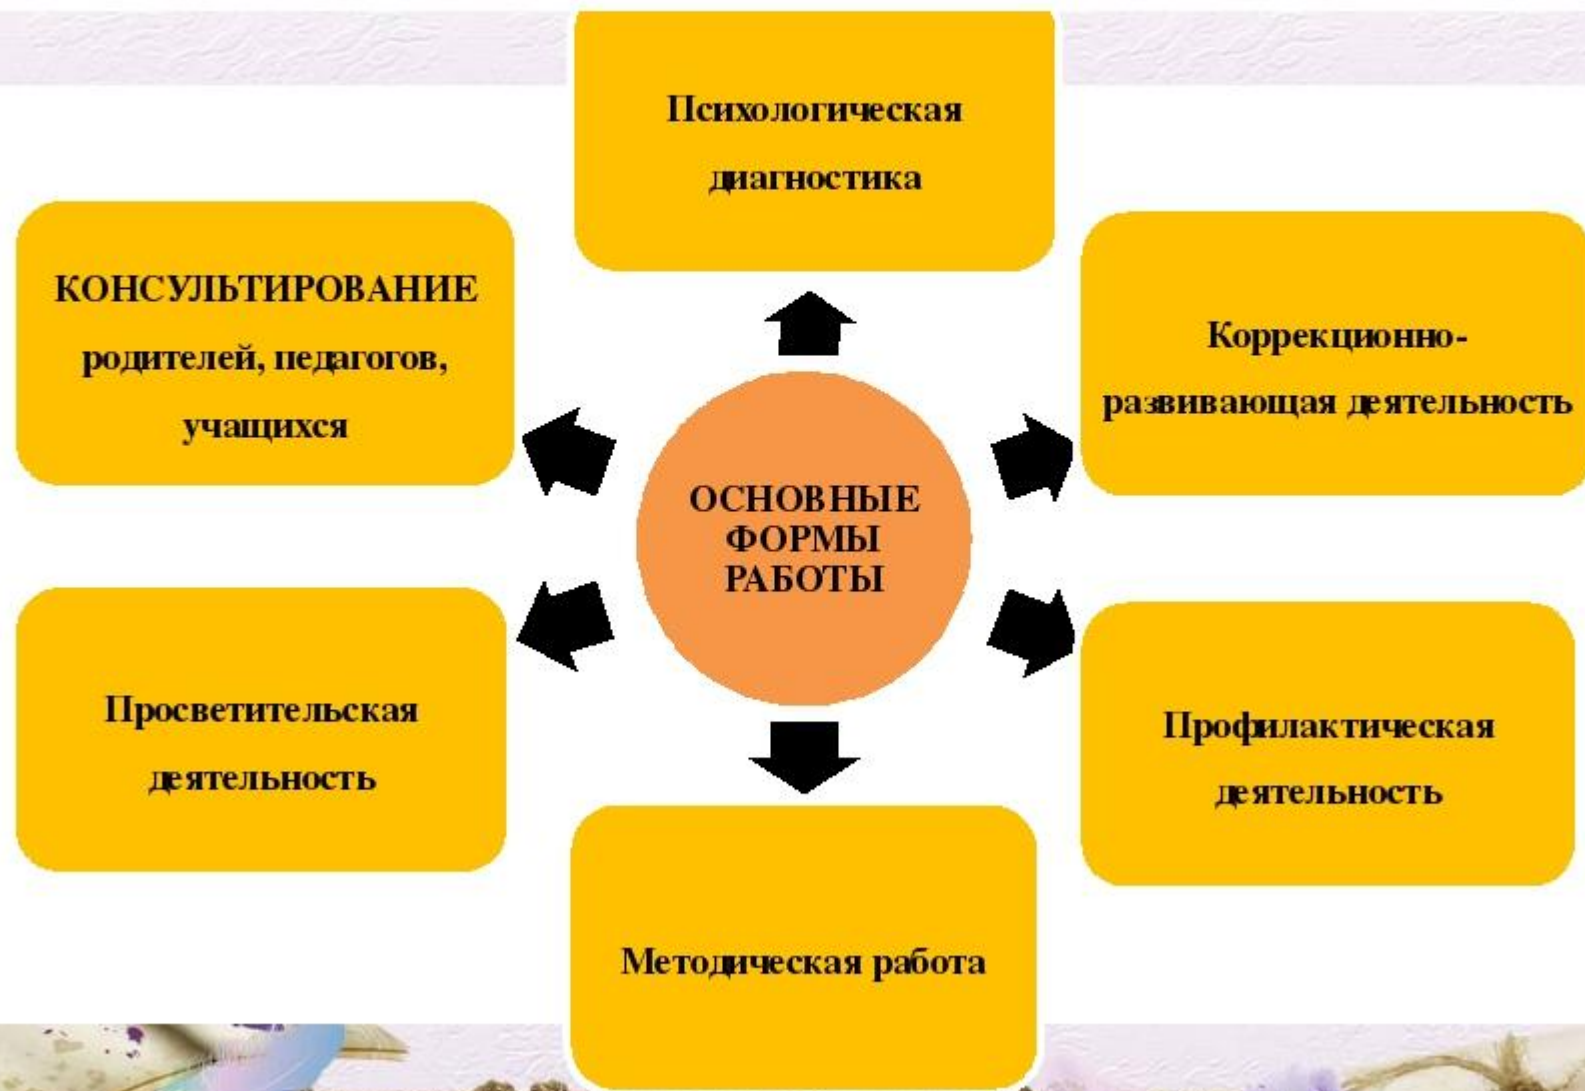 Психологическая
диагностика
КОНСУЛЬТИРОВАНИЕ
родителей, педагогов,
учащихся
Коррекционно-
развивающая деятельность
ОСНОВНЫЕ
ФОРМЫ
РАБОТЫ
Просветительская
деятельность
Профилактическая
деятельность
Методическая работа